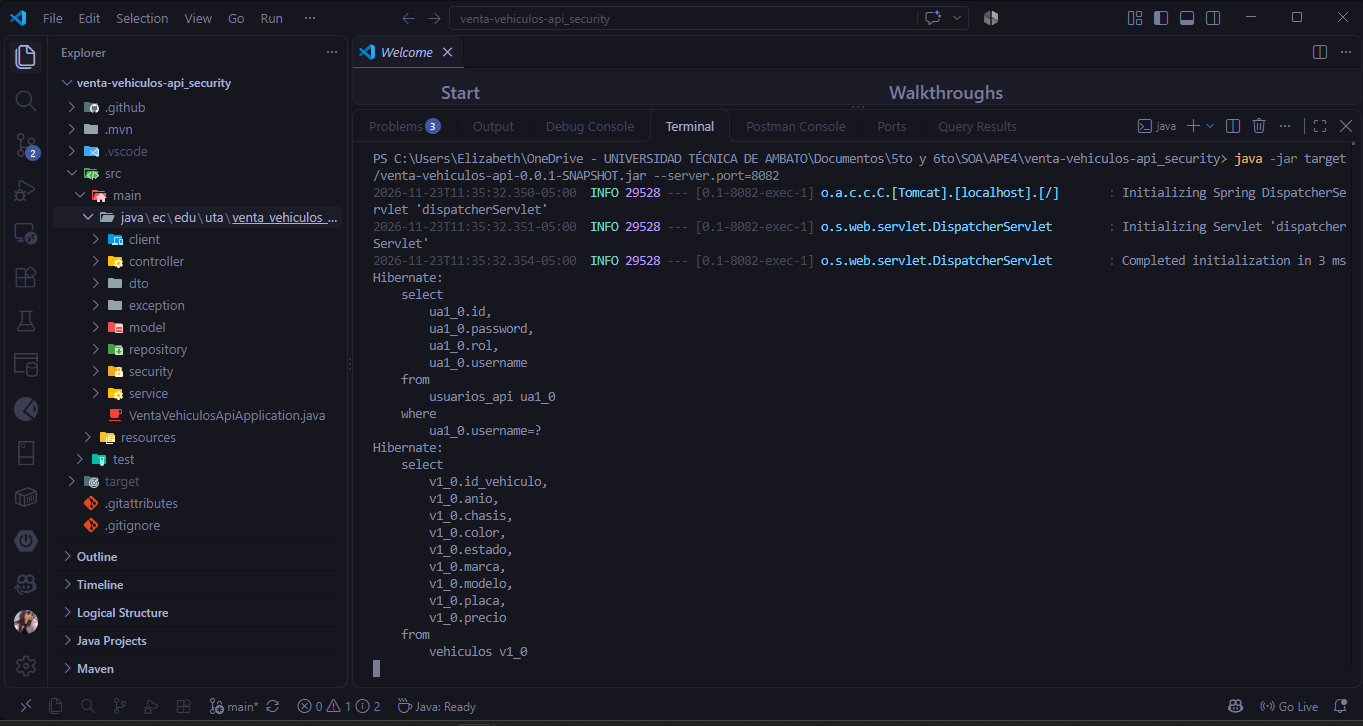 File Edit Selection View Go Run ···
venta-vehiculos-api_security
Explorer
venta-vehiculos-api_security
.github
.mvn
.vscode
src
main
java\ec\edu\uta\venta_vehiculos_...
client
controller
dto
exception
model
repository
security
service
VentaVehiculosApiApplication.java
resources
test
target
.gitattributes
.gitignore
Outline
Timeline
Logical Structure
Java Projects
Maven
2
Welcome
Start Walkthroughs
Problems 3 Output Debug Console Terminal Postman Console Ports Query Results
java
PS C:\Users\Elizabeth\OneDrive - UNIVERSIDAD TÉCNICA DE AMBATO\Documentos\5to y 6to\SOA\APE4\venta-vehiculos-api_security> java -jar target
/venta-vehiculos-api-0.0.1-SNAPSHOT.jar --server.port=8082
2026-11-23T11:35:32.350-05:00 INFO 29528 --- [0.1-8082-exec-1] o.a.c.c.C.[Tomcat].[localhost].[/] : Initializing Spring DispatcherSe
rvlet 'dispatcherServlet'
2026-11-23T11:35:32.351-05:00 INFO 29528 --- [0.1-8082-exec-1] o.s.web.servlet.DispatcherServlet : Initializing Servlet 'dispatcher
Servlet'
2026-11-23T11:35:32.354-05:00 INFO 29528 --- [0.1-8082-exec-1] o.s.web.servlet.DispatcherServlet : Completed initialization in 3 ms
Hibernate:
select
ua1_0.id,
ua1_0.password,
ua1_0.rol,
ua1_0.username
from
usuarios_api ua1_0
where
ua1_0.username=?
Hibernate:
select
v1_0.id_vehiculo,
v1_0.anio,
v1_0.chasis,
v1_0.color,
v1_0.estado,
v1_0.marca,
v1_0.modelo,
v1_0.placa,
v1_0.precio
from
vehiculos v1_0
main* 0 1 2 Java: Ready Go Live